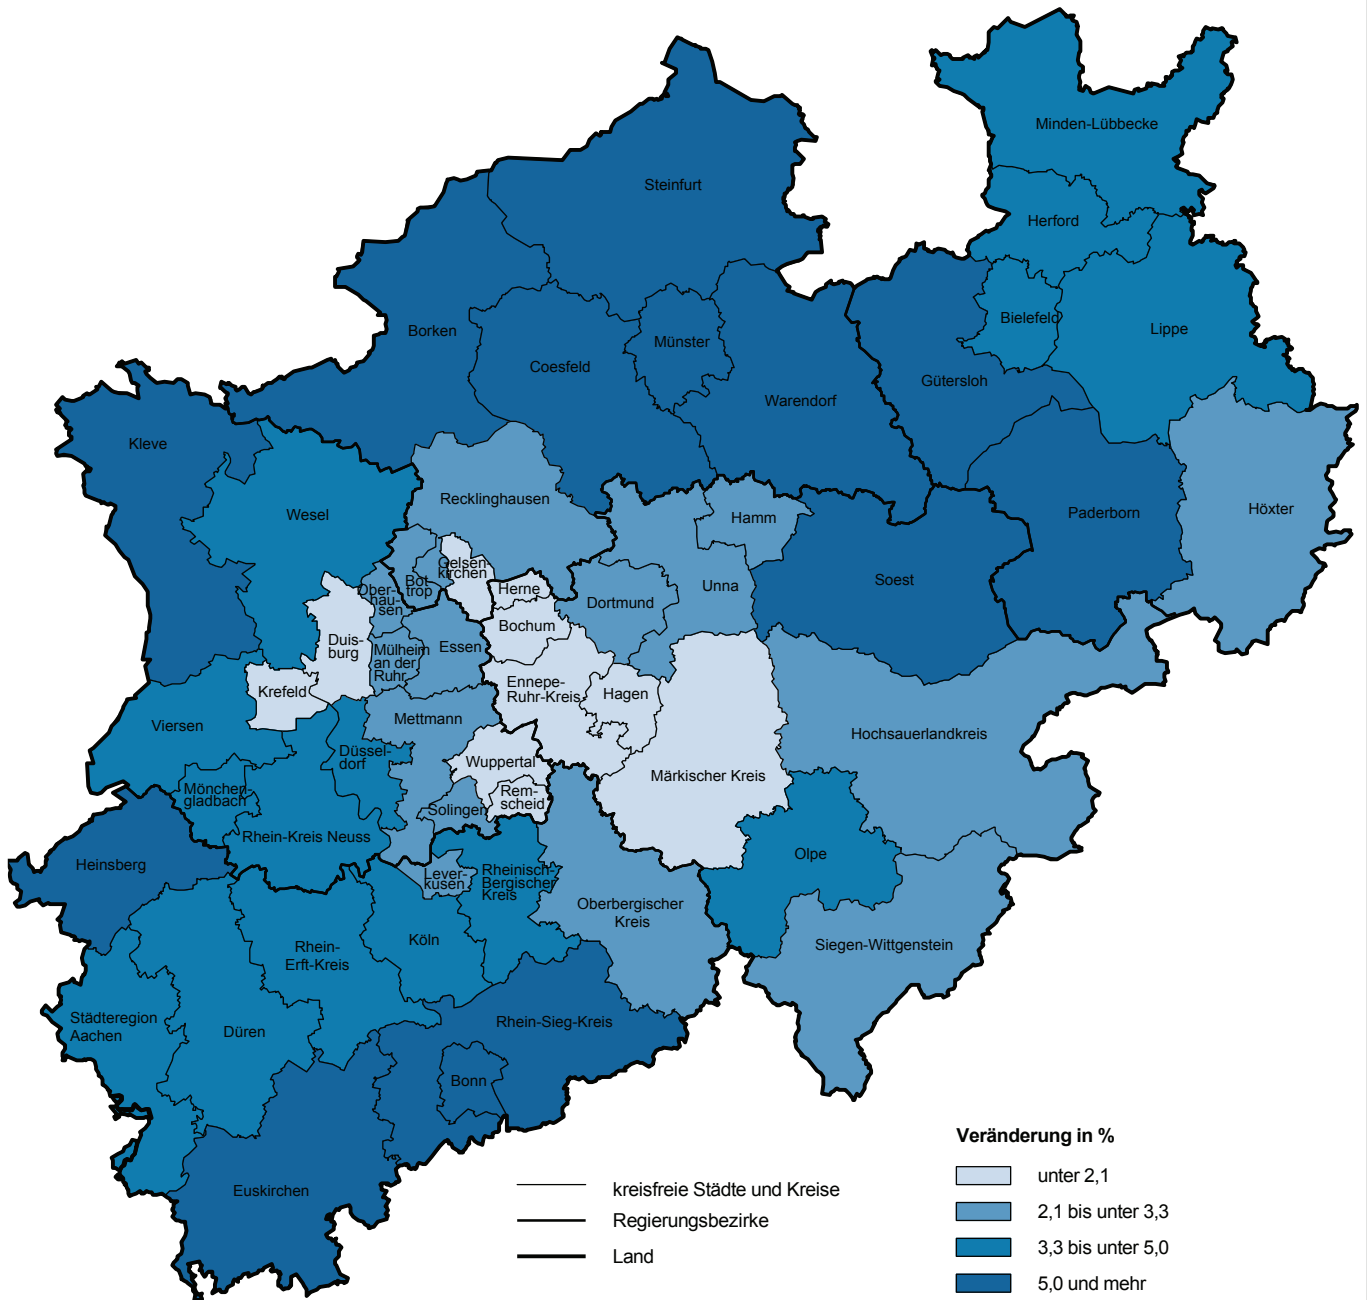 Minden-Lübbecke
Steinfurt
Herford
Borken
Münster
Bielefeld
Lippe
Coesfeld
Gütersloh
Warendorf
Kleve
Recklinghausen
Wesel
Hamm
Paderborn
Höxter
Gelsen-
kirchen
Bot-
trop
Ober-
hau-
sen
Herne
Dortmund
Unna
Soest
Bochum
Duis-
burg
Mülheim
an der
Ruhr
Essen
Krefeld
Ennepe-
Ruhr-Kreis
Hagen
Viersen
Mettmann
Hochsauerlandkreis
Düssel-
dorf
Wuppertal
Märkischer Kreis
Mönchen-
gladbach
Rem-
scheid
Solingen
Rhein-Kreis Neuss
Heinsberg
Olpe
Lever-
kusen
Rheinisch-
Bergischer
Kreis
Oberbergischer
Kreis
Köln
Rhein-
Erft-Kreis
Siegen-Wittgenstein
Städteregion
Aachen
Düren
Rhein-Sieg-Kreis
Bonn
Euskirchen
kreisfreie Städte und Kreise
Regierungsbezirke
Land
Veränderung in %
unter 2,1
2,1 bis unter 3,3
3,3 bis unter 5,0
5,0 und mehr